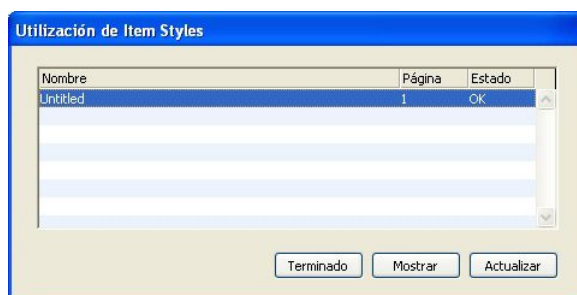 Utilización de Item Styles
Nombre Página Estado
Untitled 1 OK
Terminado Mostrar Actualizar